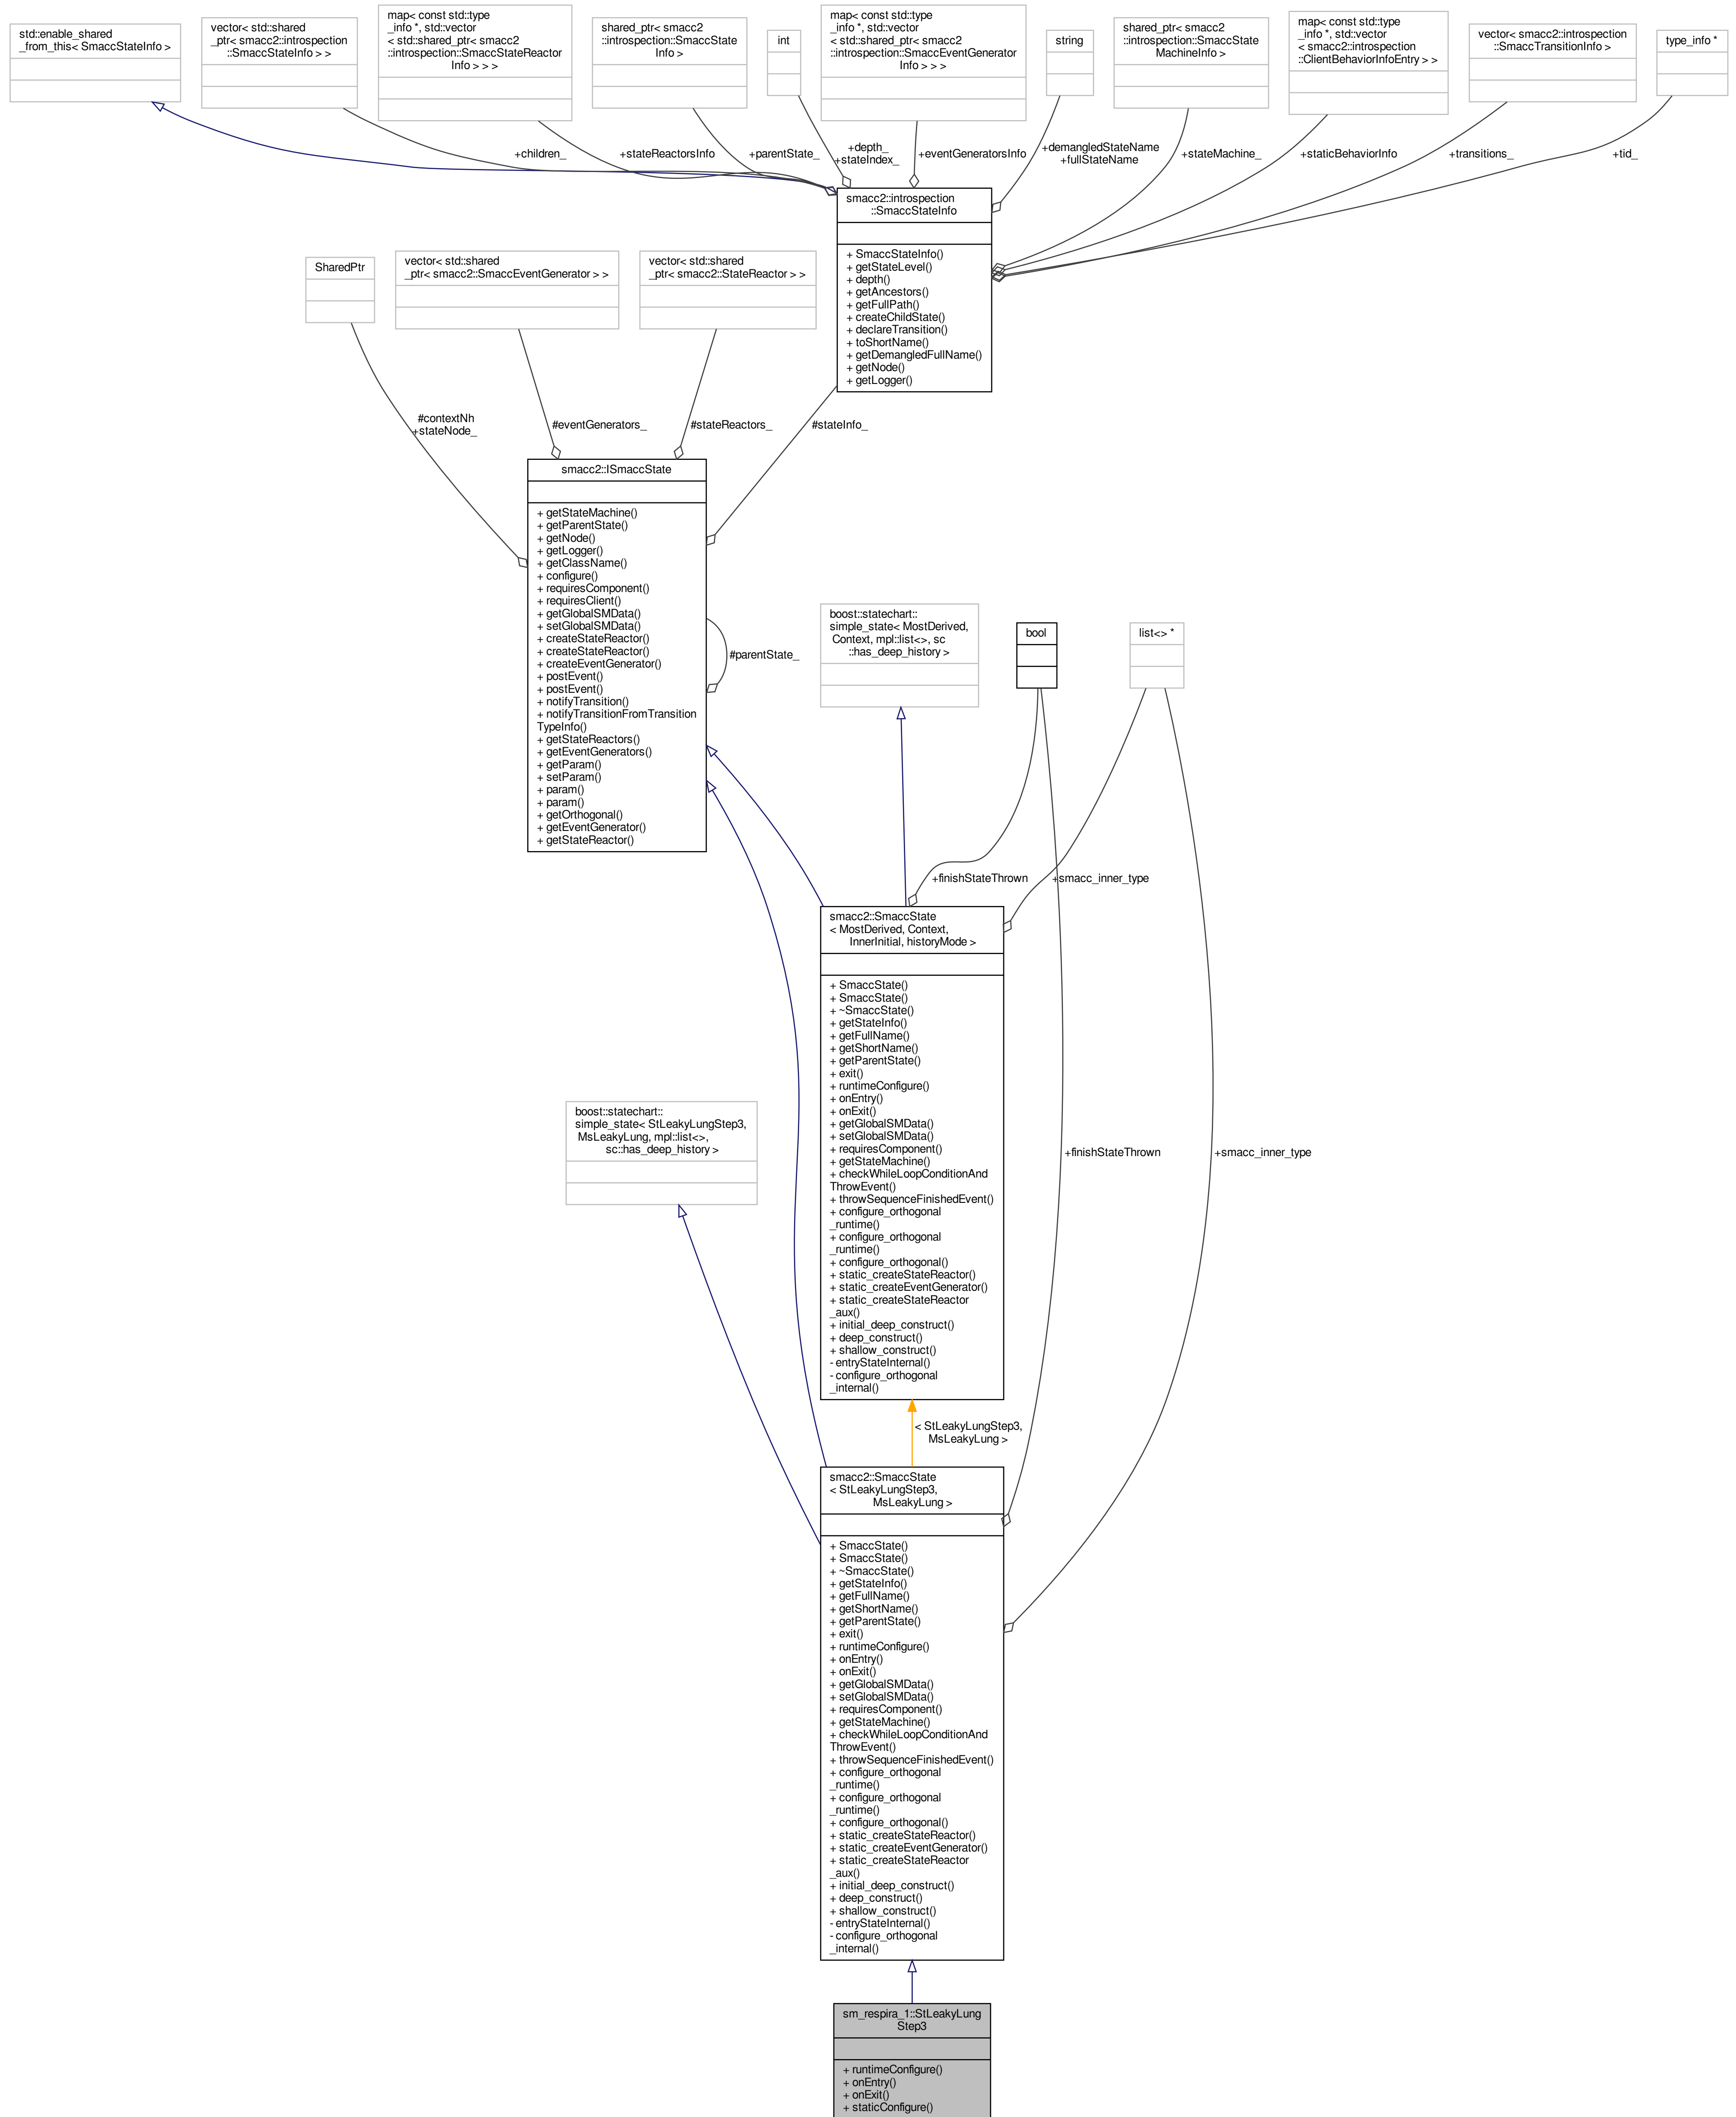 std::enable_shared
_from_this< SmaccStateInfo >
vector< std::shared
_ptr< smacc2::introspection
::SmaccStateInfo > >
map< const std::type
_info *, std::vector
< std::shared_ptr< smacc2
::introspection::SmaccStateReactor
Info > > >
shared_ptr< smacc2
::introspection::SmaccState
Info >
int
map< const std::type
_info *, std::vector
< std::shared_ptr< smacc2
::introspection::SmaccEventGenerator
Info > > >
string
shared_ptr< smacc2
::introspection::SmaccState
MachineInfo >
map< const std::type
_info *, std::vector
< smacc2::introspection
::ClientBehaviorInfoEntry > >
vector< smacc2::introspection
::SmaccTransitionInfo >
type_info *
+children_
+stateReactorsInfo
+parentState_
+depth_
+stateIndex_
+eventGeneratorsInfo
+demangledStateName
+fullStateName
+stateMachine_
+staticBehaviorInfo
+transitions_
+tid_
smacc2::introspection
::SmaccStateInfo
+ SmaccStateInfo()
+ getStateLevel()
+ depth()
+ getAncestors()
+ getFullPath()
+ createChildState()
+ declareTransition()
+ toShortName()
+ getDemangledFullName()
+ getNode()
+ getLogger()
SharedPtr
vector< std::shared
_ptr< smacc2::SmaccEventGenerator > >
vector< std::shared
_ptr< smacc2::StateReactor > >
#contextNh
+stateNode_
#eventGenerators_
#stateReactors_
#stateInfo_
smacc2::ISmaccState
+ getStateMachine()
+ getParentState()
+ getNode()
+ getLogger()
+ getClassName()
+ configure()
+ requiresComponent()
+ requiresClient()
+ getGlobalSMData()
+ setGlobalSMData()
+ createStateReactor()
+ createStateReactor()
+ createEventGenerator()
+ postEvent()
+ postEvent()
+ notifyTransition()
+ notifyTransitionFromTransition
TypeInfo()
+ getStateReactors()
+ getEventGenerators()
+ getParam()
+ setParam()
+ param()
+ param()
+ getOrthogonal()
+ getEventGenerator()
+ getStateReactor()
#parentState_
boost::statechart::
simple_state< MostDerived,
Context, mpl::list<>, sc
::has_deep_history >
bool
list<> *
+finishStateThrown
+smacc_inner_type
smacc2::SmaccState
< MostDerived, Context,
InnerInitial, historyMode >
+ SmaccState()
+ SmaccState()
+ ~SmaccState()
+ getStateInfo()
+ getFullName()
+ getShortName()
+ getParentState()
+ exit()
+ runtimeConfigure()
+ onEntry()
+ onExit()
+ getGlobalSMData()
+ setGlobalSMData()
+ requiresComponent()
+ getStateMachine()
+ checkWhileLoopConditionAnd
ThrowEvent()
+ throwSequenceFinishedEvent()
+ configure_orthogonal
_runtime()
+ configure_orthogonal
_runtime()
+ configure_orthogonal()
+ static_createStateReactor()
+ static_createEventGenerator()
+ static_createStateReactor
_aux()
+ initial_deep_construct()
+ deep_construct()
+ shallow_construct()
- entryStateInternal()
- configure_orthogonal
_internal()
boost::statechart::
simple_state< StLeakyLungStep3,
MsLeakyLung, mpl::list<>,
sc::has_deep_history >
+finishStateThrown
+smacc_inner_type
< StLeakyLungStep3,
MsLeakyLung >
smacc2::SmaccState
< StLeakyLungStep3,
MsLeakyLung >
+ SmaccState()
+ SmaccState()
+ ~SmaccState()
+ getStateInfo()
+ getFullName()
+ getShortName()
+ getParentState()
+ exit()
+ runtimeConfigure()
+ onEntry()
+ onExit()
+ getGlobalSMData()
+ setGlobalSMData()
+ requiresComponent()
+ getStateMachine()
+ checkWhileLoopConditionAnd
ThrowEvent()
+ throwSequenceFinishedEvent()
+ configure_orthogonal
_runtime()
+ configure_orthogonal
_runtime()
+ configure_orthogonal()
+ static_createStateReactor()
+ static_createEventGenerator()
+ static_createStateReactor
_aux()
+ initial_deep_construct()
+ deep_construct()
+ shallow_construct()
- entryStateInternal()
- configure_orthogonal
_internal()
sm_respira_1::StLeakyLung
Step3
+ runtimeConfigure()
+ onEntry()
+ onExit()
+ staticConfigure()